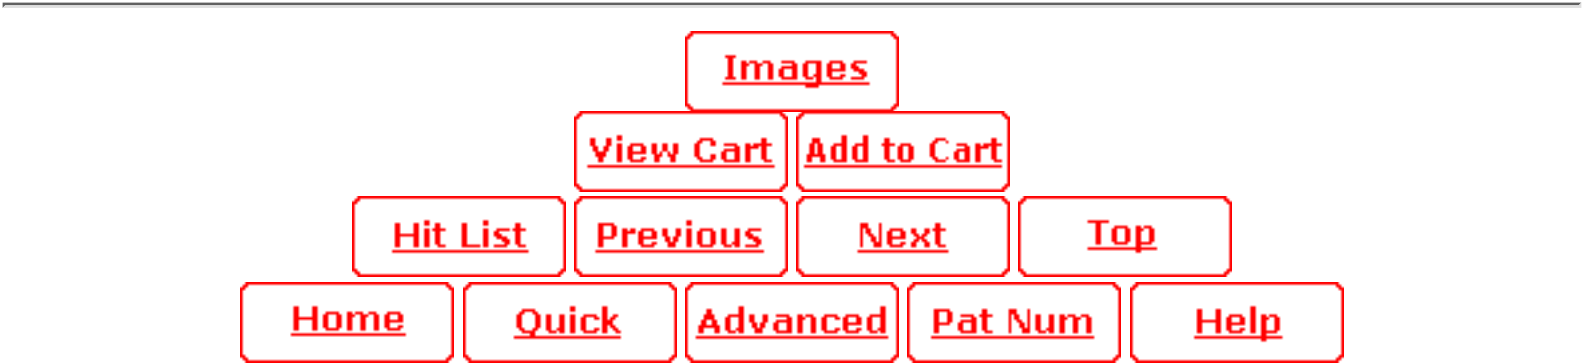 Images
View Cart Add to Cart
Hit List Previous Next Top
Home Quick Advanced Pat Num Help